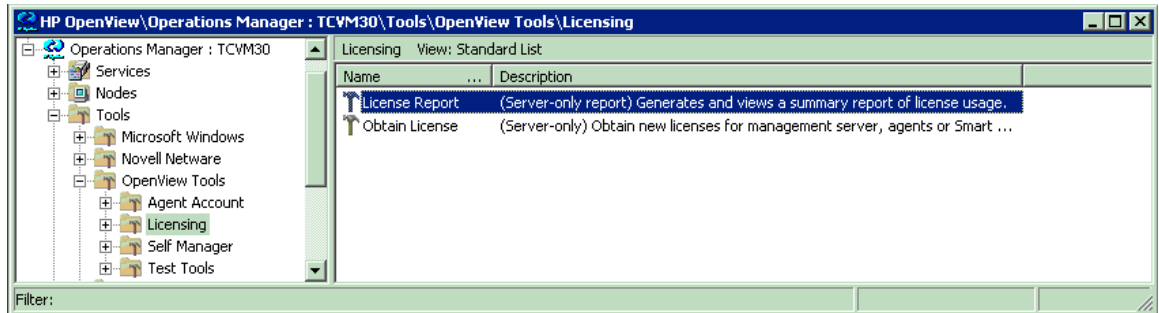 HP OpenView\Operations Manager : TCVM30\Tools\OpenView Tools\Licensing
Operations Manager : TCVM30
Services
Nodes
Tools
Microsoft Windows
Novell Netware
OpenView Tools
Agent Account
Licensing
Self Manager
Test Tools
Licensing View: Standard List
Name ... Description
License Report (Server-only report) Generates and views a summary report of license usage.
Obtain License (Server-only) Obtain new licenses for management server, agents or Smart ...
Filter: